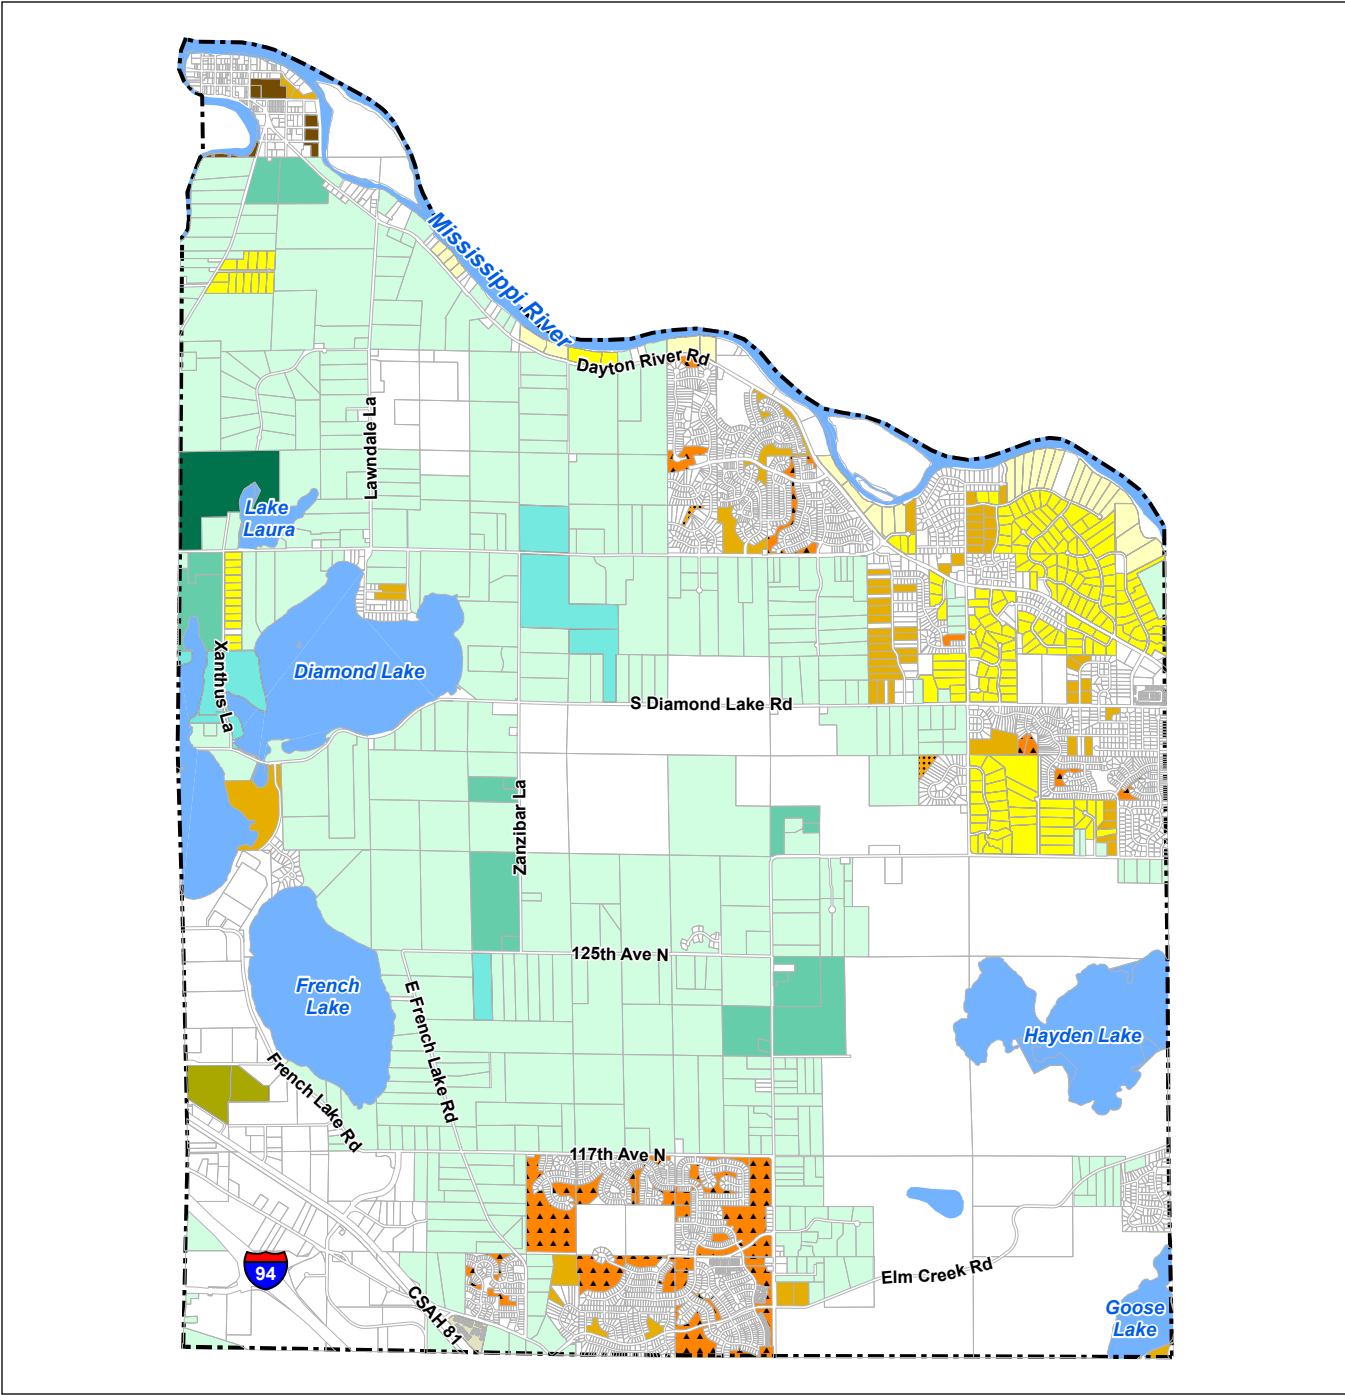 Mississippi River
Dayton River Rd
Lawndale La
Lake
Laura
Xanthus La
Diamond Lake
S Diamond Lake Rd
Zanzibar La
125th Ave N
French
Lake
E French Lake Rd
Hayden Lake
French Lake Rd
117th Ave N
94
CSAH 81
Elm Creek Rd
Goose
Lake